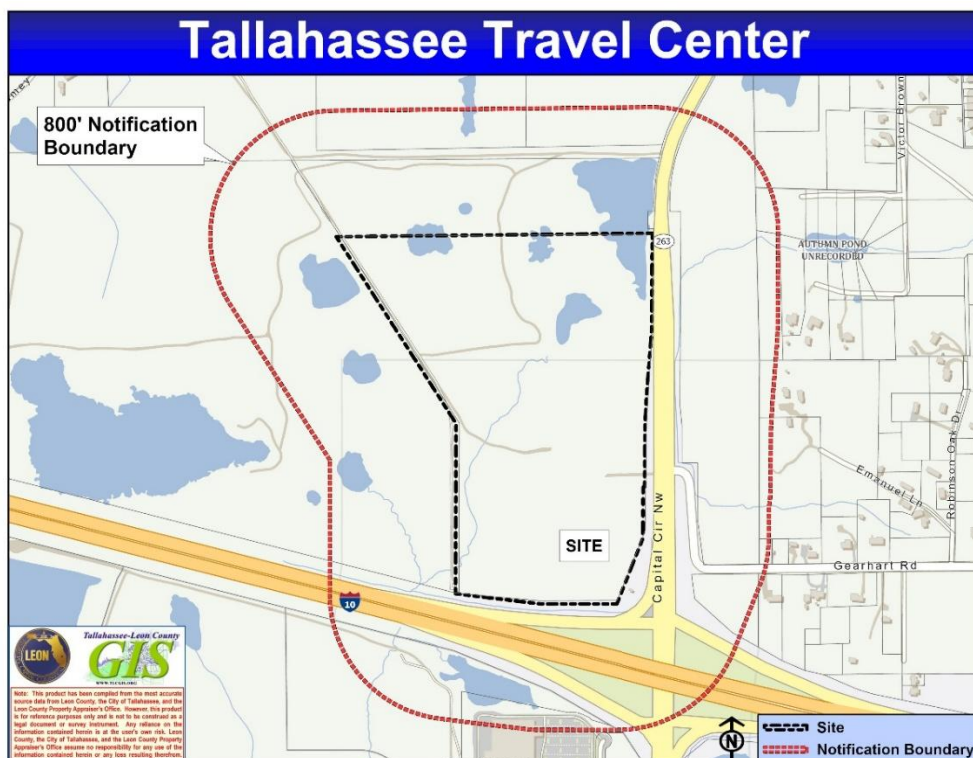 Tallahassee Travel Center
800' Notification
Boundary
Victor Brown
263
AUTUMN POND
UNRECORDED
Robinson Oak Dr
Emanuel Ln
SITE
Capital Cir Nw
Gearhart Rd
10
LEON
Tallahassee-Leon County
GIS
WWW.TLCGIS.ORG
Note: This product has been compiled from the most accurate
source data from Leon County, the City of Tallahassee, and the
Leon County Property Appraiser's Office. However, this product
is for reference purposes only and is not to be construed as a
legal document or survey instrument. Any reliance on the
information contained herein is at the user's own risk. Leon
County, the City of Tallahassee, and the Leon County Property
Appraiser's Office assume no responsibility for any use of the
information contained herein or any loss resulting therefrom.
N
Site
Notification Boundary